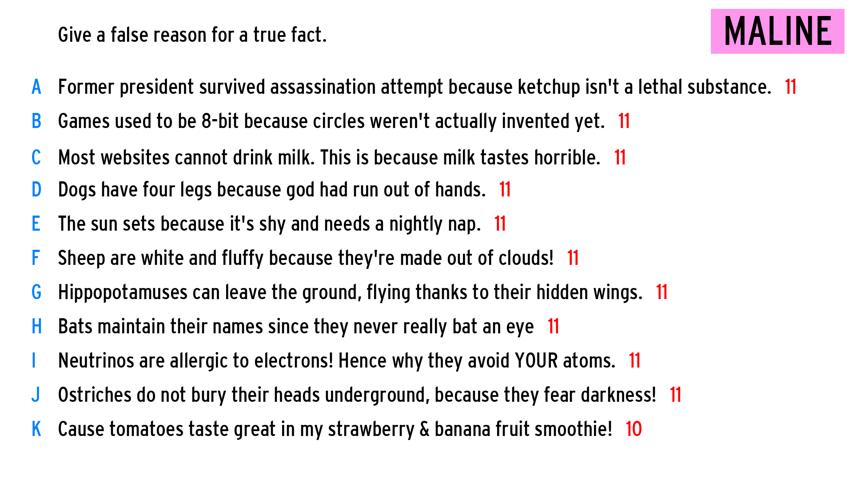 Give a false reason for a true fact.
MALINE
A Former president survived assassination attempt because ketchup isn't a lethal substance. 11
B Games used to be 8-bit because circles weren't actually invented yet. 11
C Most websites cannot drink milk. This is because milk tastes horrible. 11
D Dogs have four legs because god had run out of hands. 11
E The sun sets because it's shy and needs a nightly nap. 11
F Sheep are white and fluffy because they're made out of clouds! 11
G Hippopotamuses can leave the ground, flying thanks to their hidden wings. 11
H Bats maintain their names since they never really bat an eye 11
I Neutrinos are allergic to electrons! Hence why they avoid YOUR atoms. 11
J Ostriches do not bury their heads underground, because they fear darkness! 11
K Cause tomatoes taste great in my strawberry & banana fruit smoothie! 10